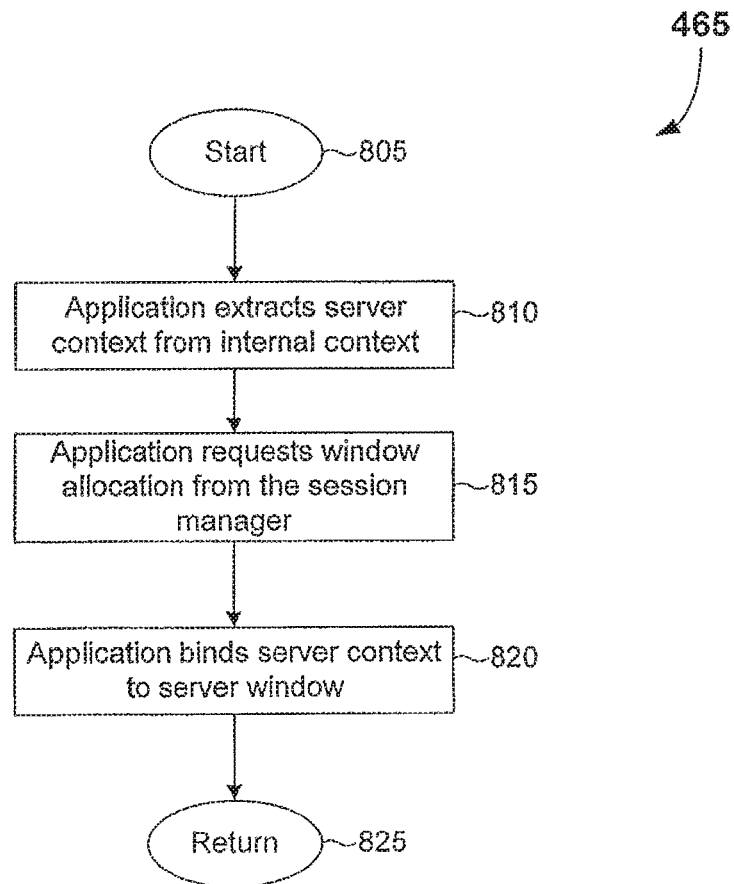 465
Start
805
Application extracts server
context from internal context
810
Application requests window
allocation from the session
manager
815
Application binds server context
to server window
820
Return
825